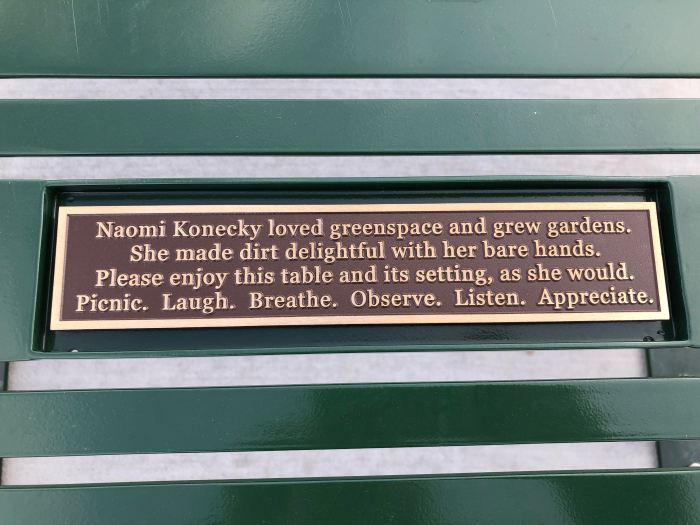 Naomi Konecky loved greenspace and grew gardens.
She made dirt delightful with her bare hands.
Please enjoy this table and its setting, as she would.
Picnic. Laugh. Breathe. Observe. Listen. Appreciate.